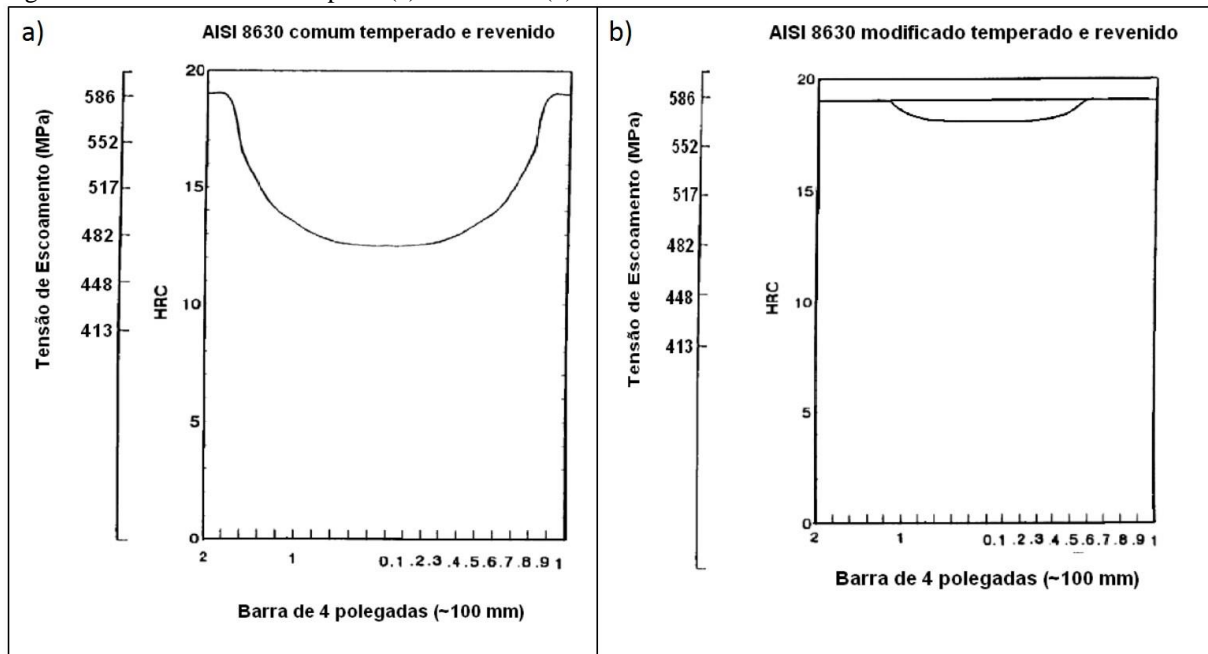 a)
AISI 8630 comum temperado e revenido
Tensão de Escoamento (MPa)
586
552
517
482
448
413
HRC
20
15
10
5
0
2 1 0.1.2.3 .4.5.6.7.8.9 1
Barra de 4 polegadas (~100 mm)
b)
AISI 8630 modificado temperado e revenido
Tensão de Escoamento (MPa)
586
552
517
482
448
413
HRC
20
15
10
5
0
2 1 0.1 .2.3 .4 .5.6.7.8.9 1
Barra de 4 polegadas (~100 mm)